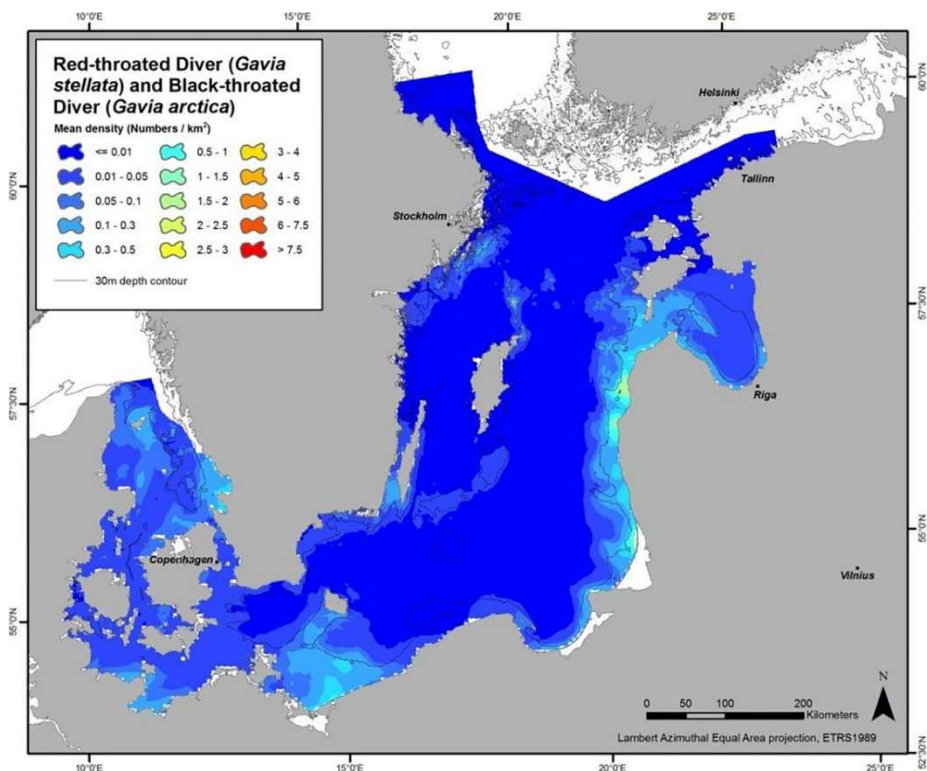 10°0'E 15°0'E 20°0'E 25°0'E
Red-throated Diver (Gavia
stellata) and Black-throated
Diver (Gavia arctica)
Mean density (Numbers / km²)
<= 0.01 0.5 - 1 3 - 4
0.01 - 0.05 1 - 1.5 4 - 5
0.05 - 0.1 1.5 - 2 5 - 6
0.1 - 0.3 2 - 2.5 6 - 7.5
0.3 - 0.5 2.5 - 3 > 7.5
30m depth contour
Helsinki
60°0'N
Tallinn
60°0'N
Stockholm
57°30'N
Riga
57°30'N
55°0'N
Copenhagen
Vilnius
55°0'N
N
0 50 100 200
Kilometers
Lambert Azimuthal Equal Area projection, ETRS1989
52°30'N
10°0'E 15°0'E 20°0'E 25°0'E